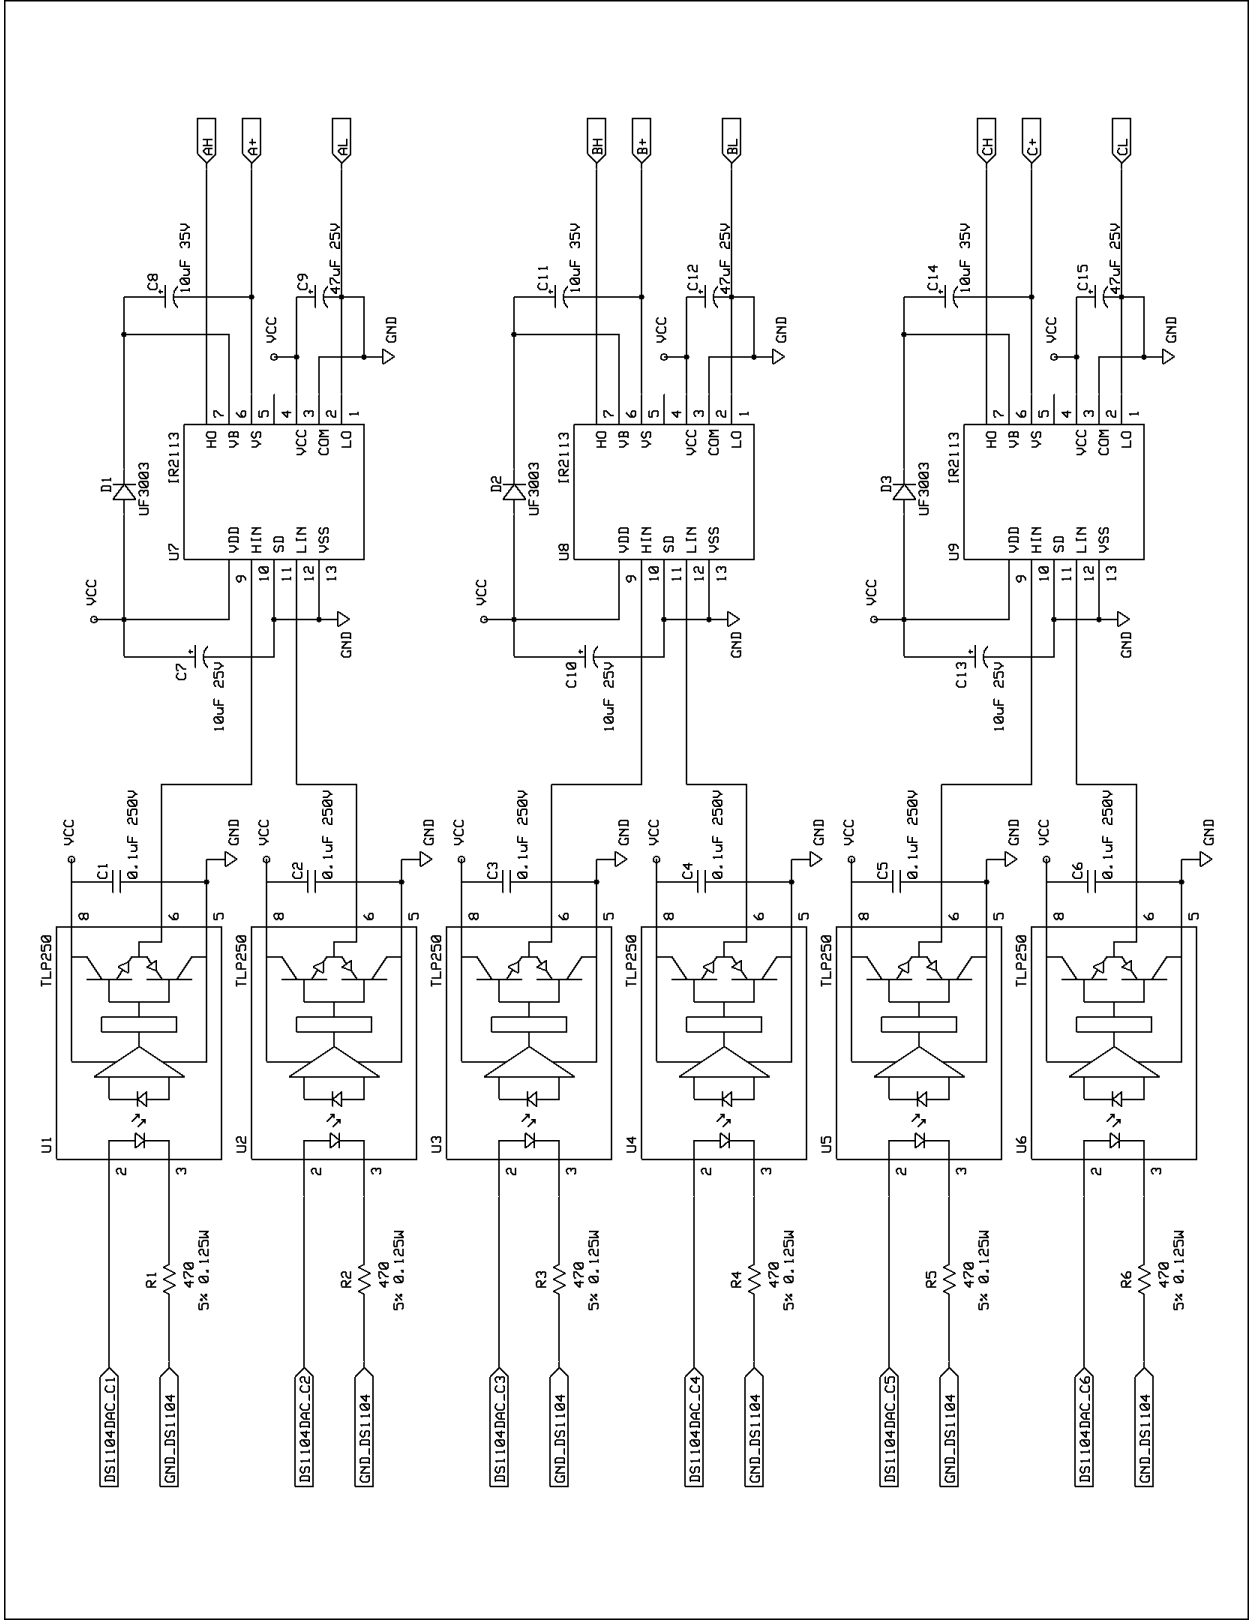 DS1104DAC_C1
GND_DS1104
R1
470
5% 0.125W
2
3
U1
TLP250
8
6
5
VCC
C1
0.1uF 250V
GND
DS1104DAC_C2
GND_DS1104
R2
470
5% 0.125W
2
3
U2
TLP250
8
6
5
VCC
C2
0.1uF 250V
GND
VCC
C7
10uF 25V
GND
D1
UF3003
U7
IR2113
VDD
HIN
SD
LIN
VSS
9
10
11
12
13
HO
VB
VS
VCC
COM
LO
7
6
5
4
3
2
1
C8
10uF 35V
VCC
C9
47uF 25V
GND
AH
A+
AL
DS1104DAC_C3
GND_DS1104
R3
470
5% 0.125W
2
3
U3
TLP250
8
6
5
VCC
C3
0.1uF 250V
GND
DS1104DAC_C4
GND_DS1104
R4
470
5% 0.125W
2
3
U4
TLP250
8
6
5
VCC
C4
0.1uF 250V
GND
VCC
C10
10uF 25V
GND
D2
UF3003
U8
IR2113
VDD
HIN
SD
LIN
VSS
9
10
11
12
13
HO
VB
VS
VCC
COM
LO
7
6
5
4
3
2
1
C11
10uF 35V
VCC
C12
47uF 25V
GND
BH
B+
BL
DS1104DAC_C5
GND_DS1104
R5
470
5% 0.125W
2
3
U5
TLP250
8
6
5
VCC
C5
0.1uF 250V
GND
DS1104DAC_C6
GND_DS1104
R6
470
5% 0.125W
2
3
U6
TLP250
8
6
5
VCC
C6
0.1uF 250V
GND
VCC
C13
10uF 25V
GND
D3
UF3003
U9
IR2113
VDD
HIN
SD
LIN
VSS
9
10
11
12
13
HO
VB
VS
VCC
COM
LO
7
6
5
4
3
2
1
C14
10uF 35V
VCC
C15
47uF 25V
GND
CH
C+
CL